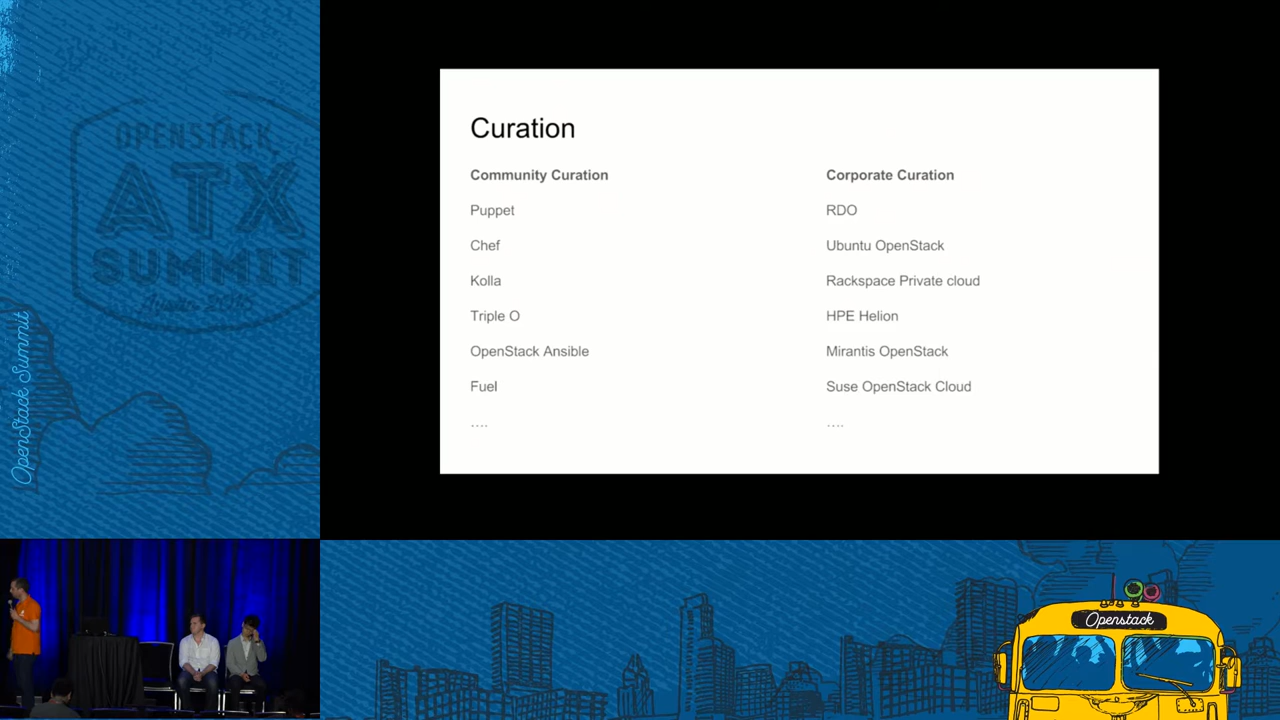 OPENSTACK
ATX
SUMMIT
Austin
OpenStack Summit
Curation
Community Curation
Puppet
Chef
Kolla
Triple O
OpenStack Ansible
Fuel
....
Corporate Curation
RDO
Ubuntu OpenStack
Rackspace Private cloud
HPE Helion
Mirantis OpenStack
Suse OpenStack Cloud
....
Openstack